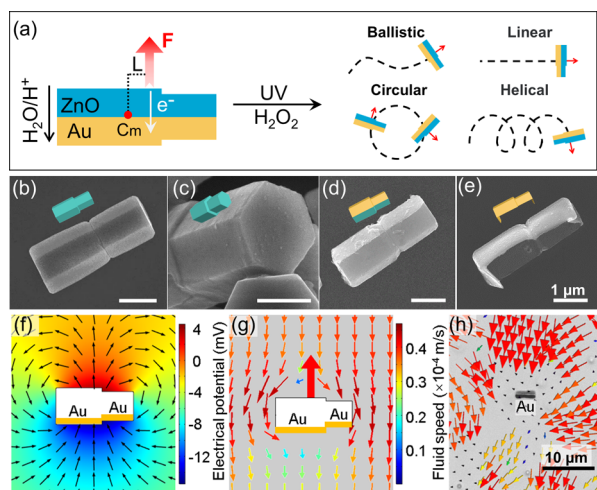 (a)
F
L
H₂O/H⁺
ZnO
e⁻
Au
Cm
UV
H₂O₂
Ballistic
Linear
Circular
Helical
(b)
(c)
(d)
(e)
1 μm
(f)
Au
Au
4
0
-4
-8
-12
Electrical potential (mV)
(g)
Au
Au
0.4
0.3
0.2
0.1
Fluid speed (×10⁻⁴ m/s)
(h)
Au
10 μm